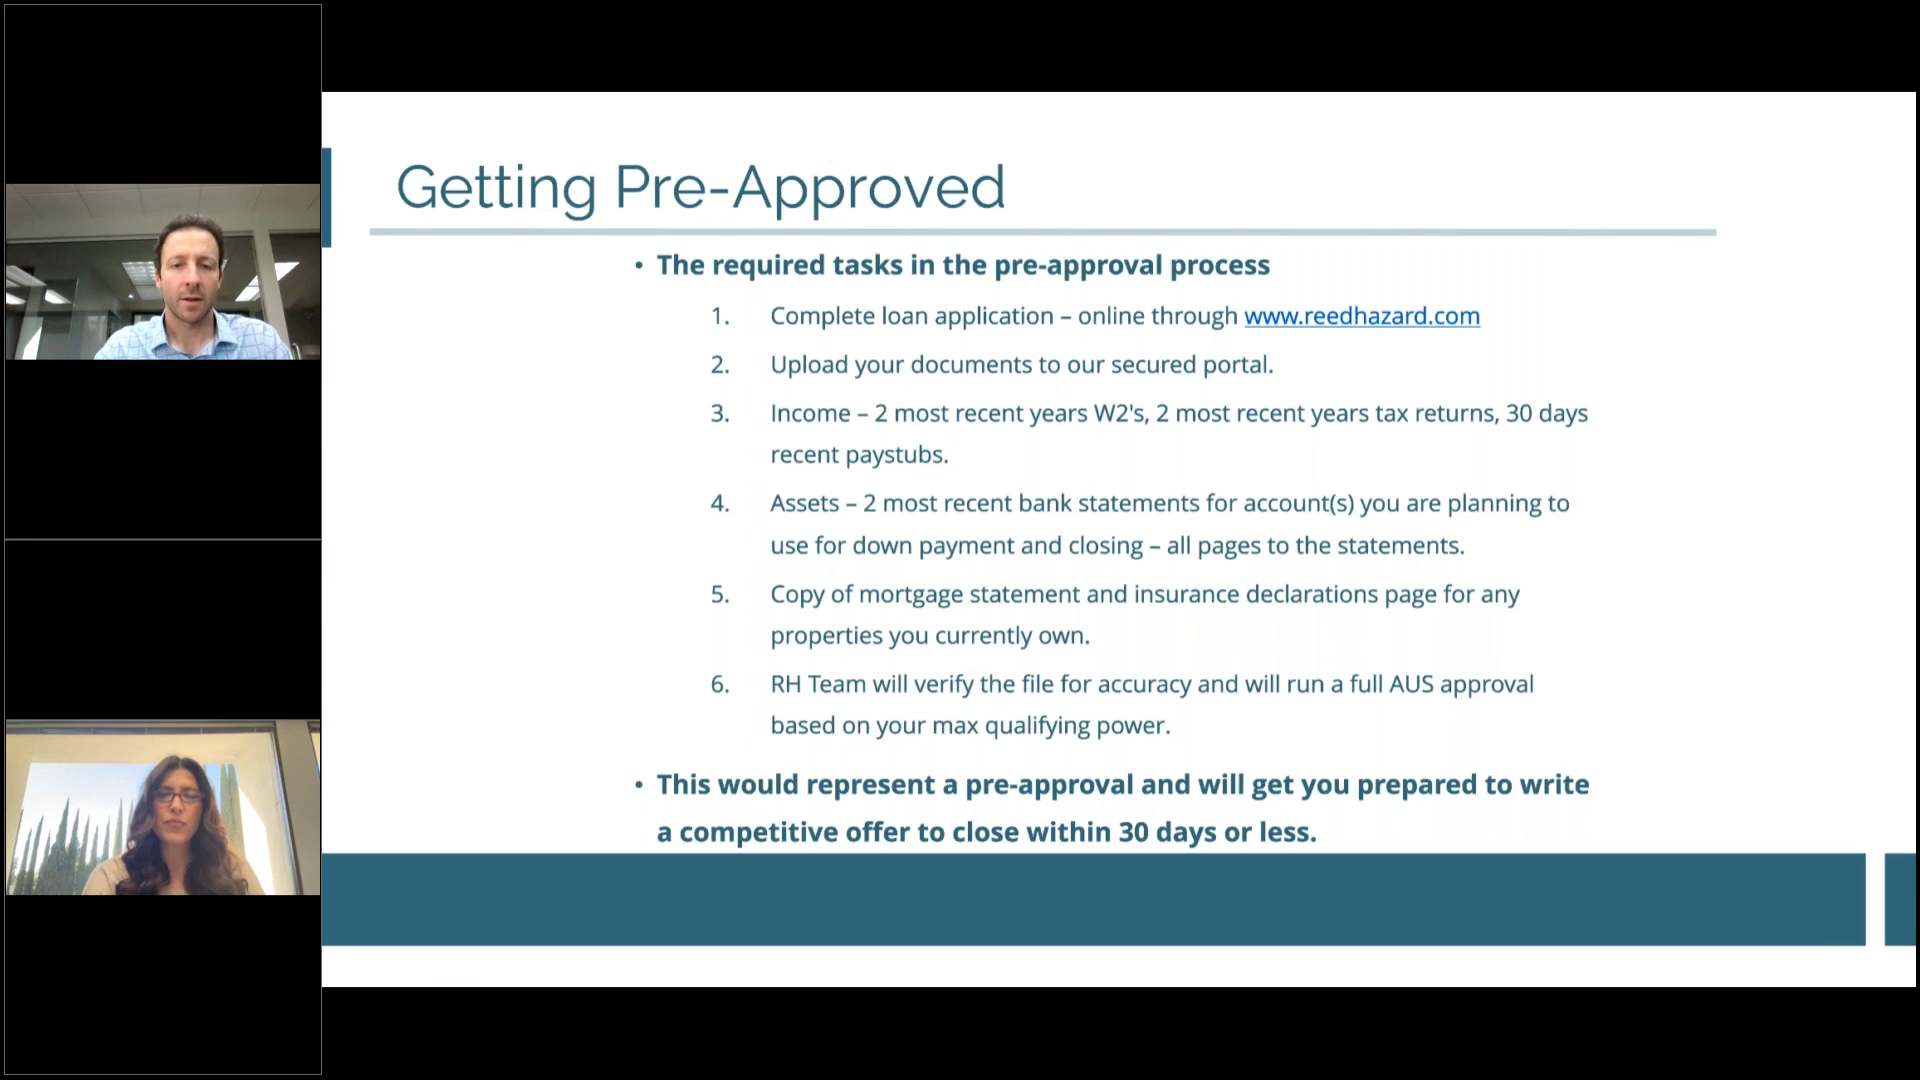 Getting Pre-Approved
• The required tasks in the pre-approval process
1. Complete loan application – online through www.reedhazard.com
2. Upload your documents to our secured portal.
3. Income – 2 most recent years W2's, 2 most recent years tax returns, 30 days
recent paystubs.
4. Assets – 2 most recent bank statements for account(s) you are planning to
use for down payment and closing – all pages to the statements.
5. Copy of mortgage statement and insurance declarations page for any
properties you currently own.
6. RH Team will verify the file for accuracy and will run a full AUS approval
based on your max qualifying power.
• This would represent a pre-approval and will get you prepared to write
a competitive offer to close within 30 days or less.